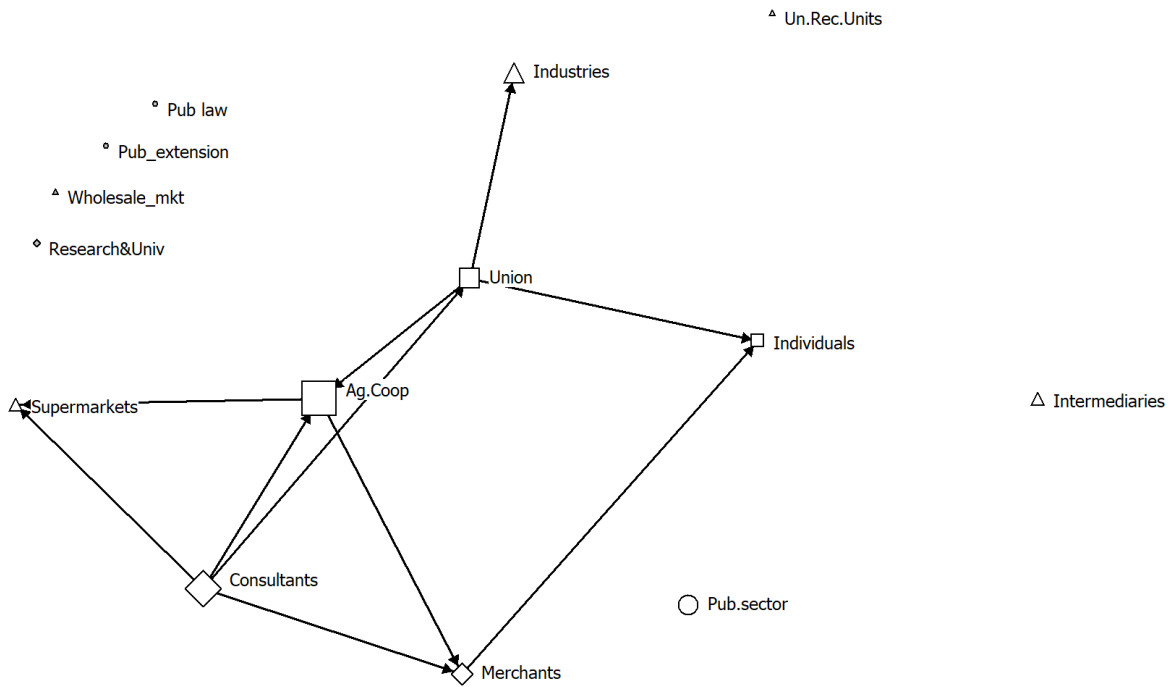 Un.Rec.Units
Industries
Pub law
Pub_extension
Wholesale_mkt
Research&Univ
Union
Individuals
Ag.Coop
Supermarkets
Intermediaries
Consultants
Pub.sector
Merchants